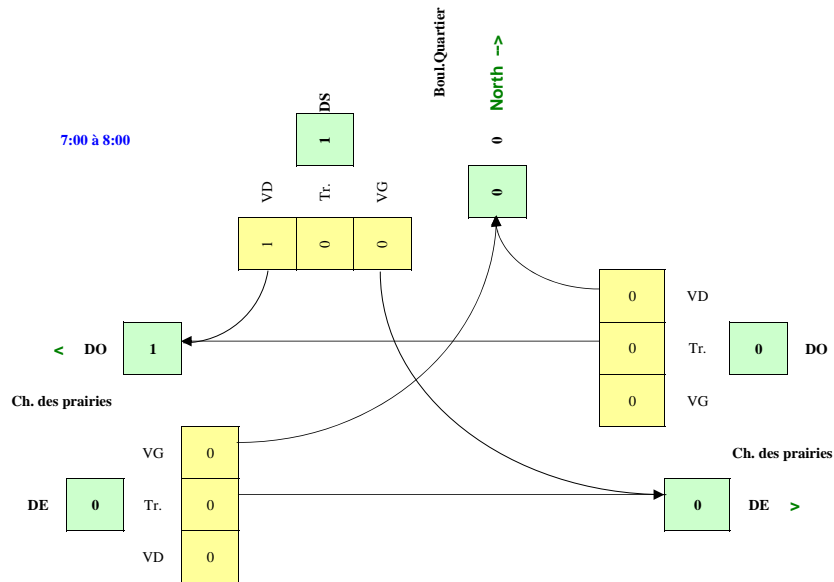 Boul.Quartier
North -->
DS
7:00 à 8:00
1
0
0
VD Tr. VG
1 0 0
0 VD
< DO 1
0 Tr. 0 DO
Ch. des prairies
0 VG
VG 0
Ch. des prairies
DE 0 Tr. 0
0 DE >
VD 0